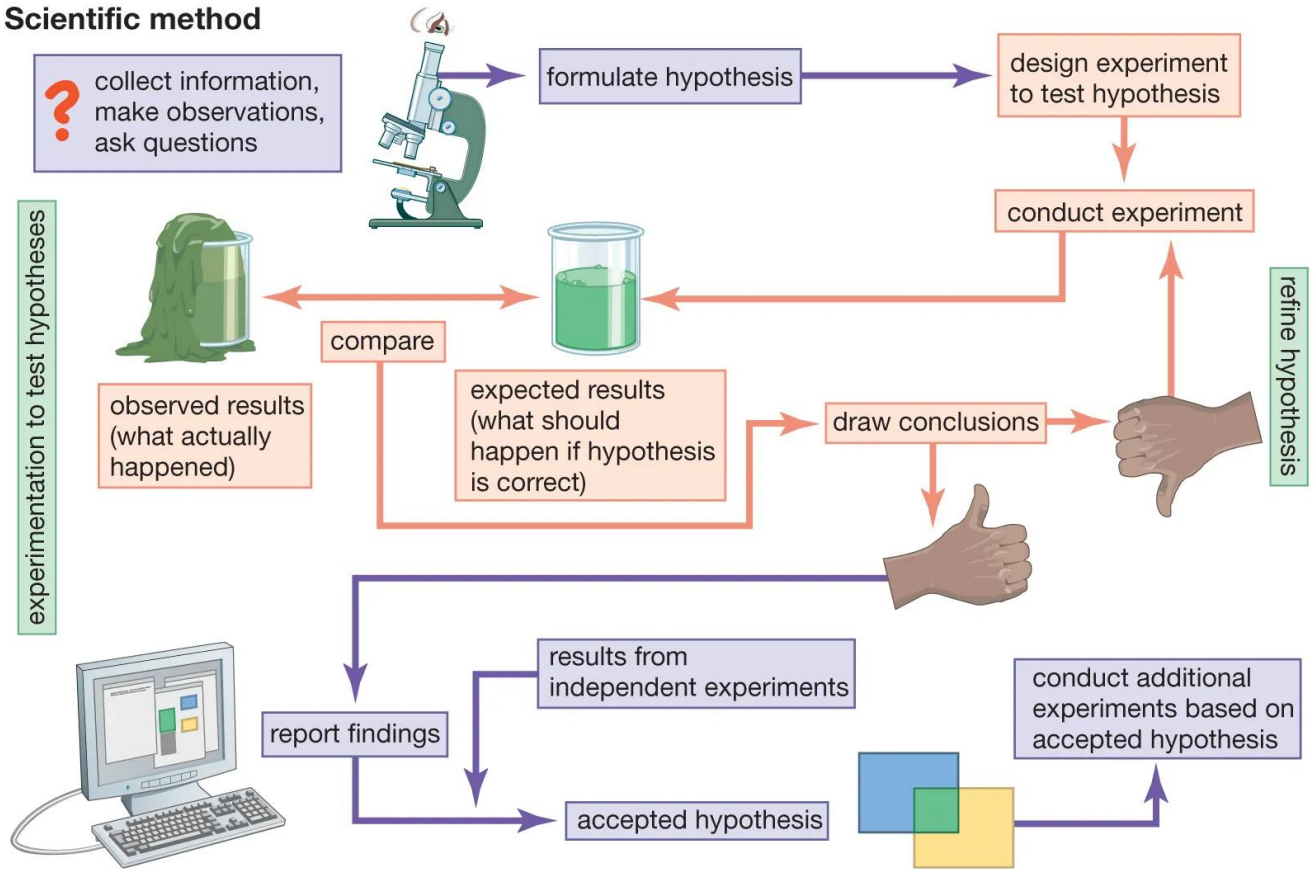 Scientific method
?
collect information,
make observations,
ask questions
formulate hypothesis
design experiment
to test hypothesis
conduct experiment
experimentation to test hypotheses
refine hypothesis
compare
observed results
(what actually
happened)
expected results
(what should
happen if hypothesis
is correct)
draw conclusions
results from
independent experiments
report findings
accepted hypothesis
conduct additional
experiments based on
accepted hypothesis